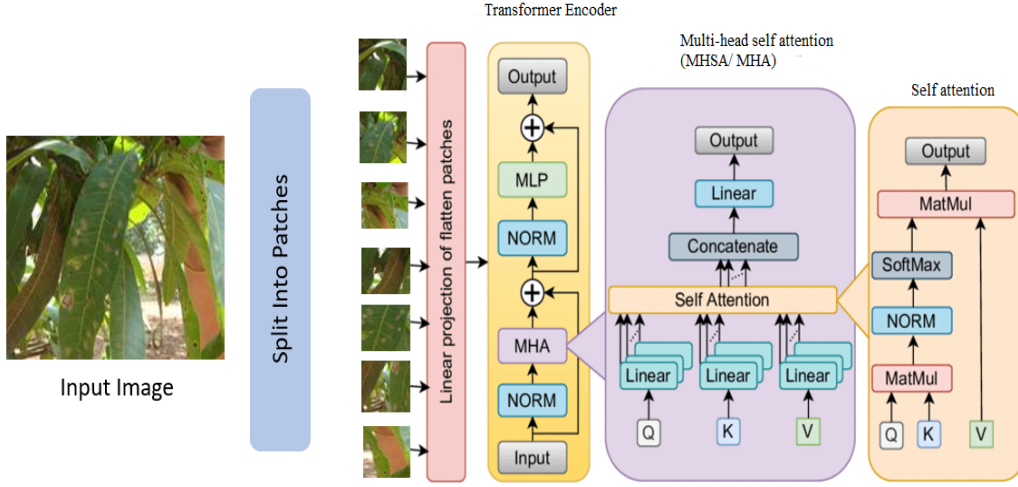 Transformer Encoder
Multi-head self attention
(MHSA/ MHA)
Self attention
Input Image
Split Into Patches
Linear projection of flatten patches
Output
MLP
NORM
MHA
NORM
Input
Output
Linear
Concatenate
Self Attention
Linear
Linear
Linear
Q
K
V
Output
MatMul
SoftMax
NORM
MatMul
Q
K
V